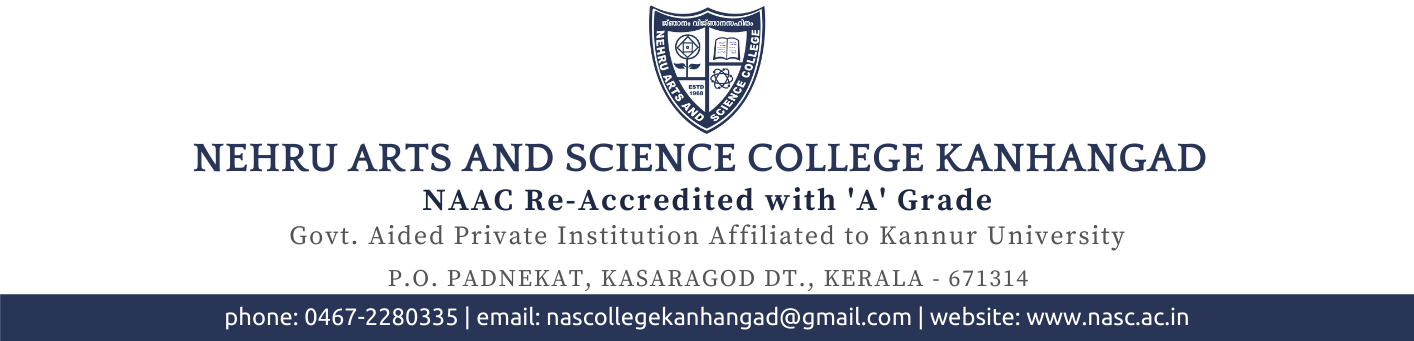 ജ്ഞാനം വിജ്ഞാനസഹിതം
NEHRU ARTS AND SCIENCE COLLEGE
ESTD
1968
NEHRU ARTS AND SCIENCE COLLEGE KANHANGAD
NAAC Re-Accredited with 'A' Grade
Govt. Aided Private Institution Affiliated to Kannur University
P.O. PADNEKAT, KASARAGOD DT., KERALA - 671314
phone: 0467-2280335 | email: nascollegekanhangad@gmail.com | website: www.nasc.ac.in